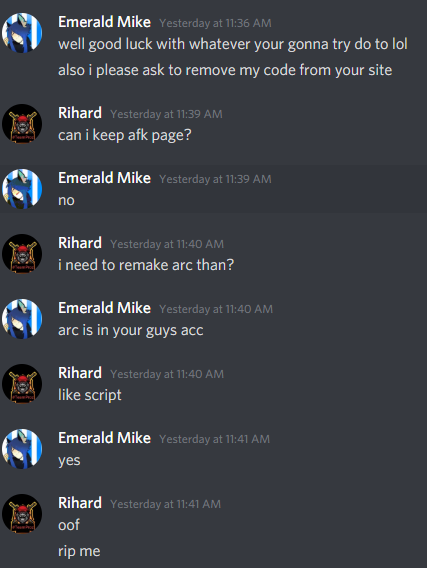 Emerald Mike Yesterday at 11:36 AM
well good luck with whatever your gonna try do to lol
also i please ask to remove my code from your site
Rihard Yesterday at 11:39 AM
can i keep afk page?
Emerald Mike Yesterday at 11:39 AM
no
Rihard Yesterday at 11:40 AM
i need to remake arc than?
Emerald Mike Yesterday at 11:40 AM
arc is in your guys acc
Rihard Yesterday at 11:40 AM
like script
Emerald Mike Yesterday at 11:41 AM
yes
Rihard Yesterday at 11:41 AM
oof
rip me